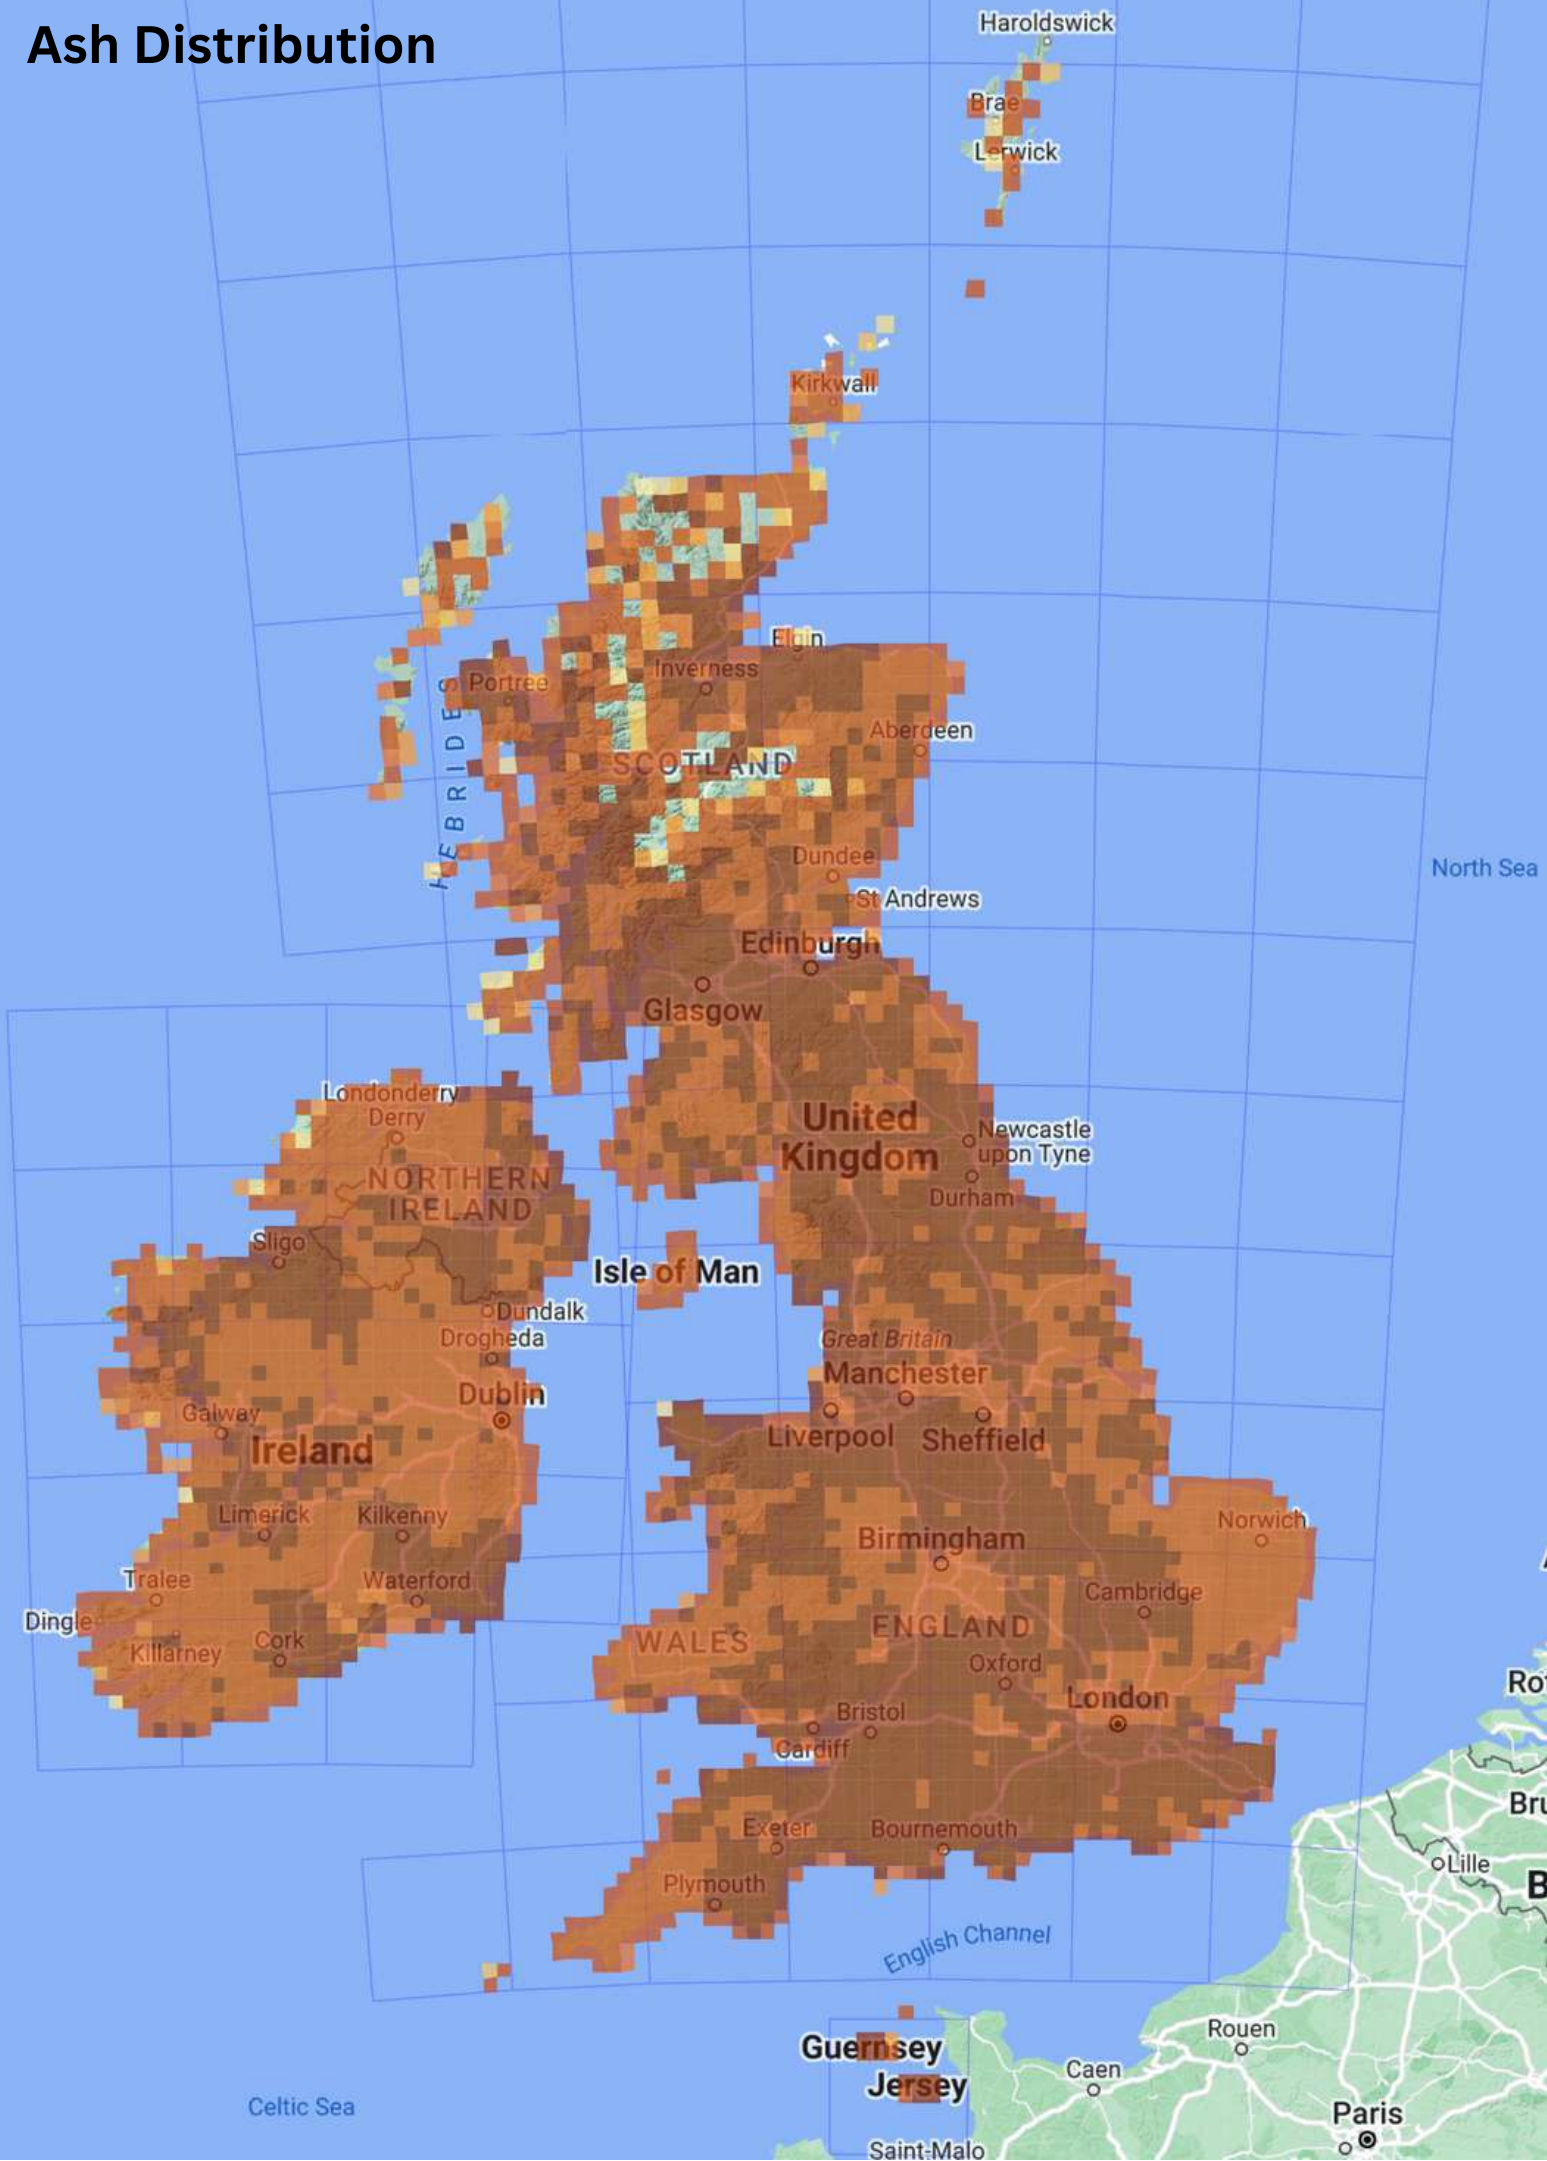 Ash Distribution
Haroldswick
Brae
Lerwick
Kirkwall
Elgin
Inverness
Portree
HEBRIDES
Aberdeen
SCOTLAND
Dundee
St Andrews
North Sea
Edinburgh
Glasgow
Londonderry
Derry
United
Kingdom
Newcastle
upon Tyne
NORTHERN
IRELAND
Durham
Sligo
Isle of Man
Dundalk
Drogheda
Great Britain
Manchester
Dublin
Galway
Liverpool
Sheffield
Ireland
Limerick
Kilkenny
Norwich
Birmingham
Tralee
Waterford
Cambridge
Dingle
WALES
ENGLAND
Cork
Killarney
Oxford
Ro
London
Bristol
Cardiff
Bru
Exeter
Bournemouth
Lille
Plymouth
B
English Channel
Rouen
Guernsey
Caen
Jersey
Celtic Sea
Paris
Saint-Malo